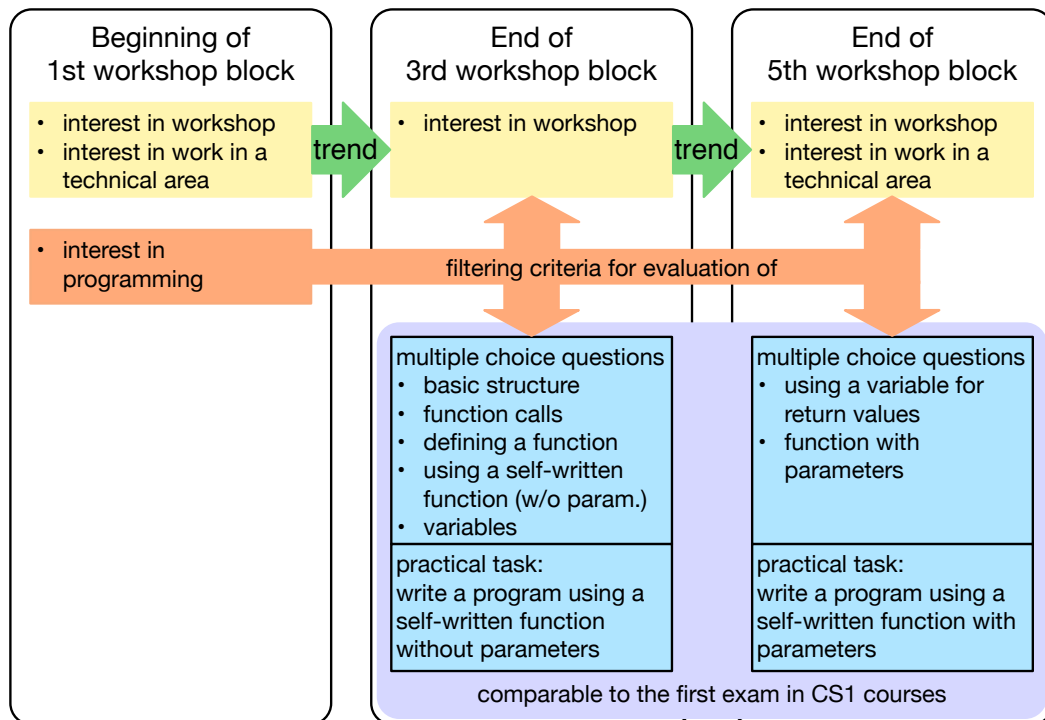 Beginning of
1st workshop block
• interest in workshop
• interest in work in a
technical area
• interest in
programming
trend
End of
3rd workshop block
• interest in workshop
trend
End of
5th workshop block
• interest in workshop
• interest in work in a
technical area
filtering criteria for evaluation of
multiple choice questions
• basic structure
• function calls
• defining a function
• using a self-written
function (w/o param.)
• variables
practical task:
write a program using a
self-written function
without parameters
multiple choice questions
• using a variable for
return values
• function with
parameters
practical task:
write a program using a
self-written function with
parameters
comparable to the first exam in CS1 courses